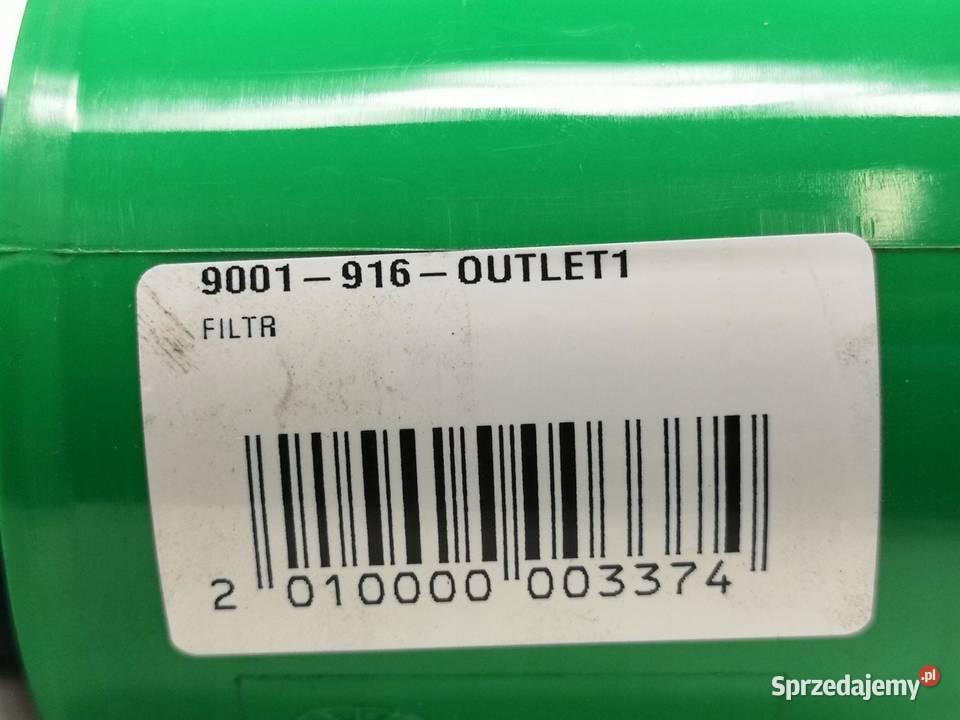 9001-916-OUTLET1
FILTR
2 010000 003374
Sprzedajemy.pl